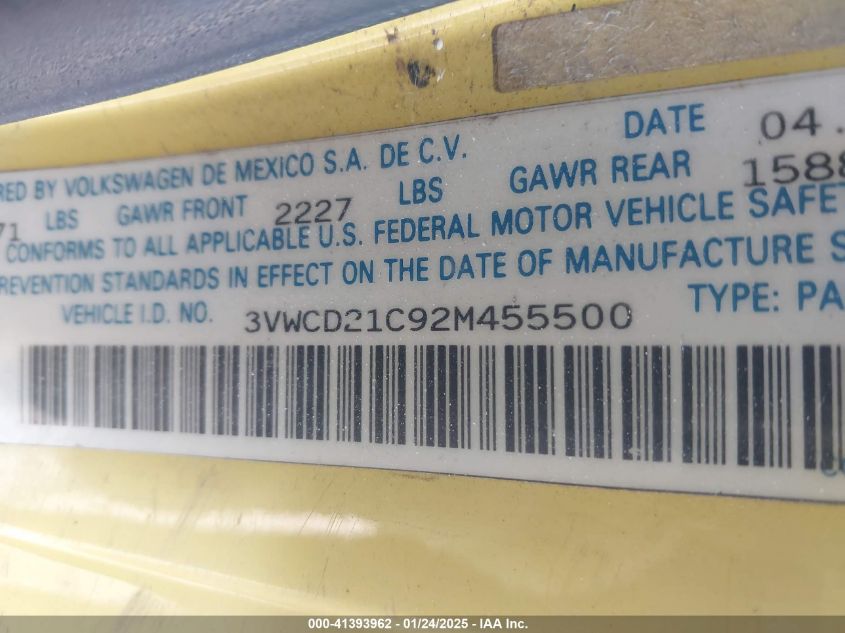 RED BY VOLKSWAGEN DE MEXICO S.A. DE C.V. DATE 04.
71 LBS GAWR FRONT 2227 LBS GAWR REAR 1588
CONFORMS TO ALL APPLICABLE U.S. FEDERAL MOTOR VEHICLE SAFET
REVENTION STANDARDS IN EFFECT ON THE DATE OF MANUFACTURE S
VEHICLE I.D. NO. 3VWCD21C92M455500 TYPE: PA
000-41393962 - 01/24/2025 - IAA Inc.